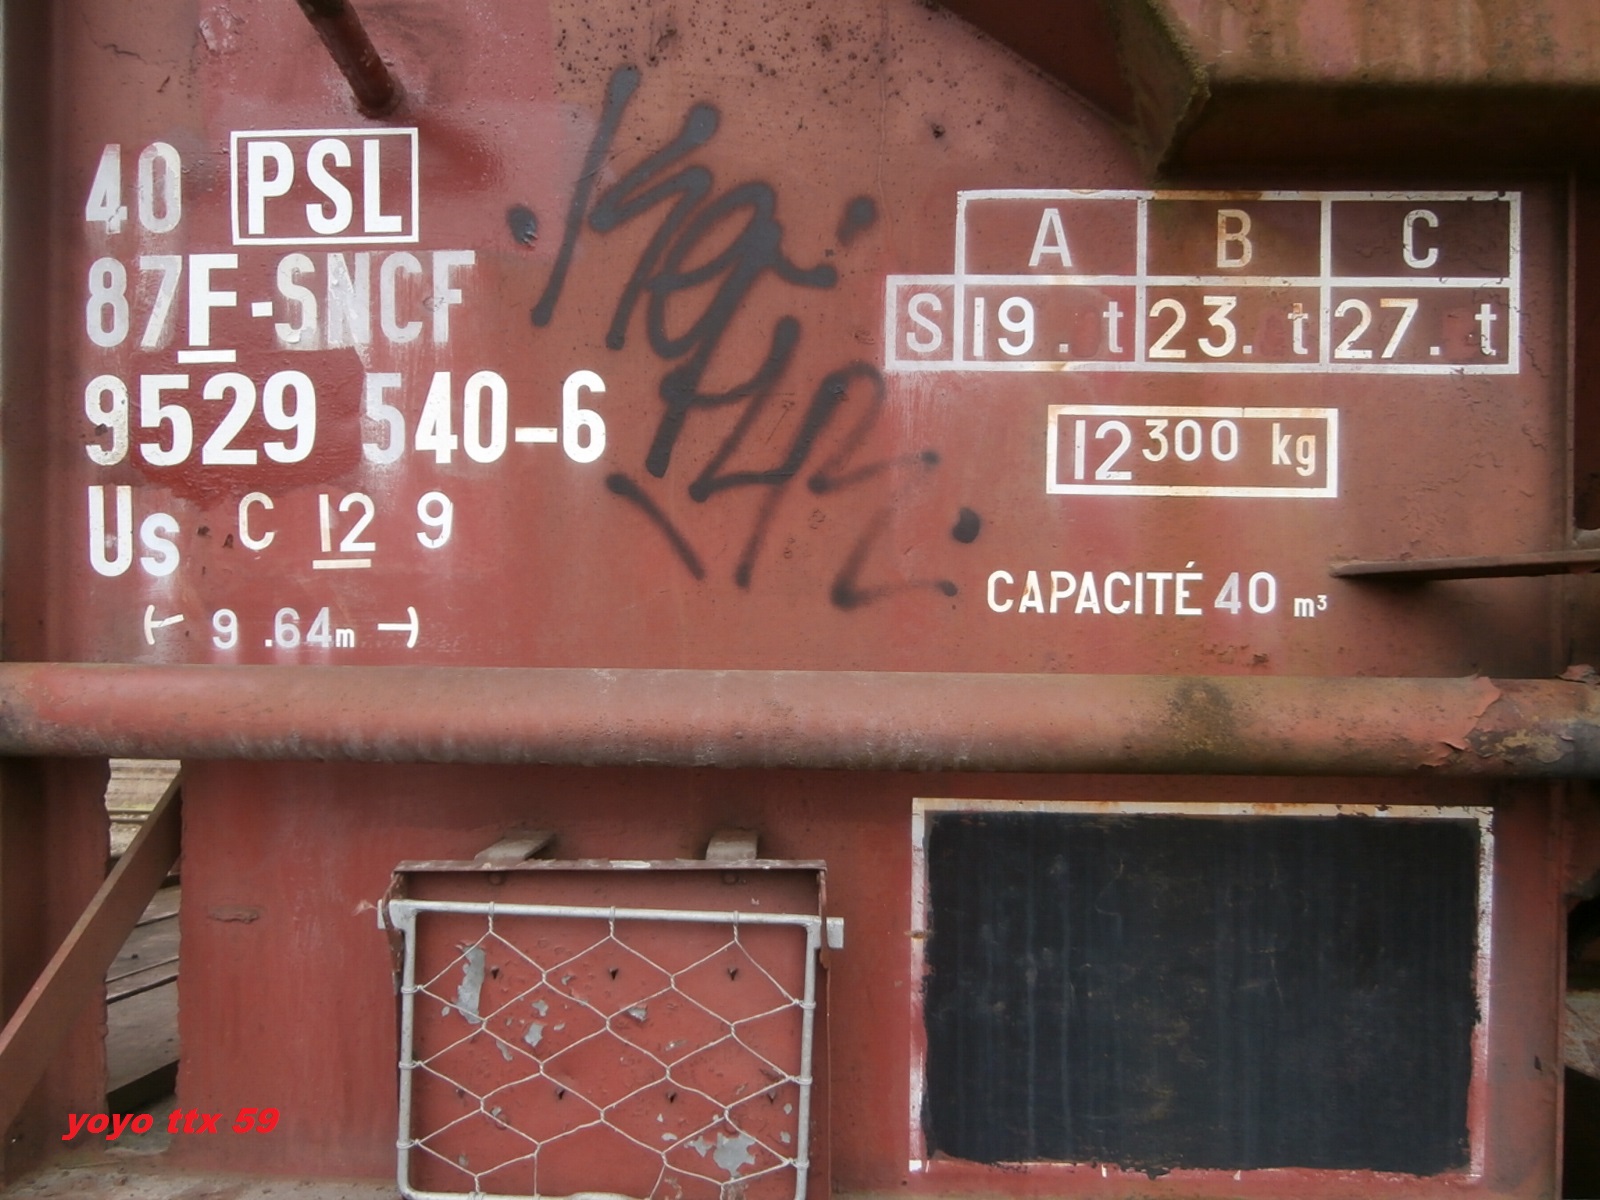 40 PSL
87F-SNCF
9529 540-6
Us C 12 9
9.64m
A B C
S 19. t 23. t 27. t
12300 kg
CAPACITÉ 40 m³
yoyo ttx 59